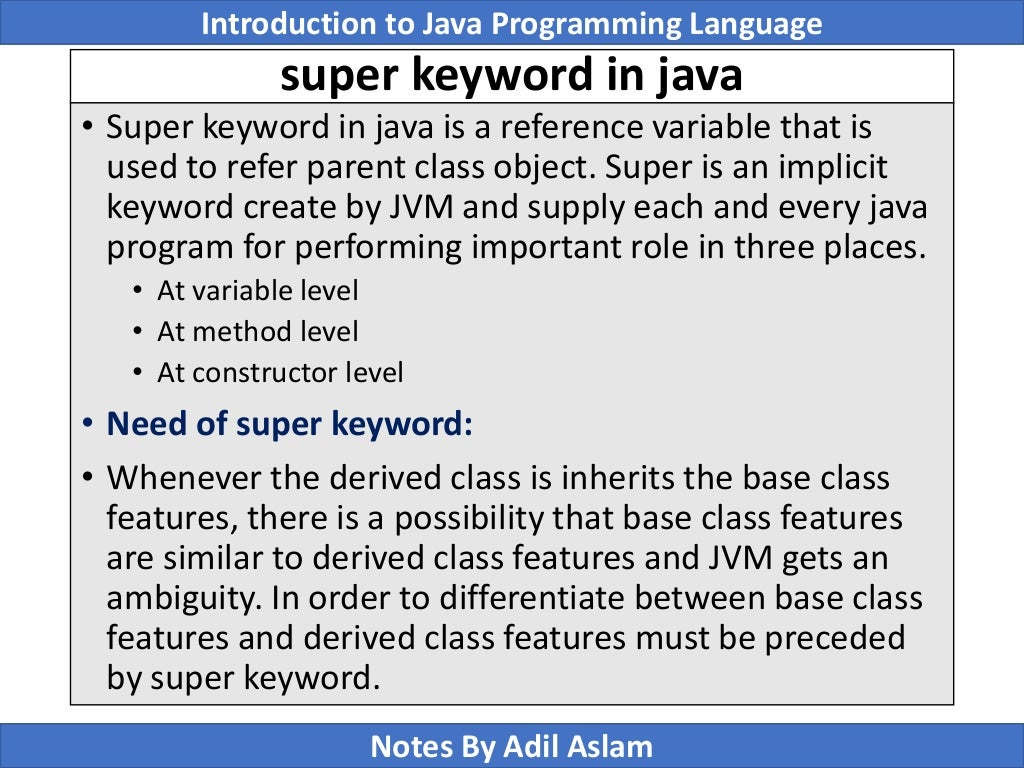 Introduction to Java Programming Language
super keyword in java
• Super keyword in java is a reference variable that is
used to refer parent class object. Super is an implicit
keyword create by JVM and supply each and every java
program for performing important role in three places.
• At variable level
• At method level
• At constructor level
• Need of super keyword:
• Whenever the derived class is inherits the base class
features, there is a possibility that base class features
are similar to derived class features and JVM gets an
ambiguity. In order to differentiate between base class
features and derived class features must be preceded
by super keyword.
Notes By Adil Aslam